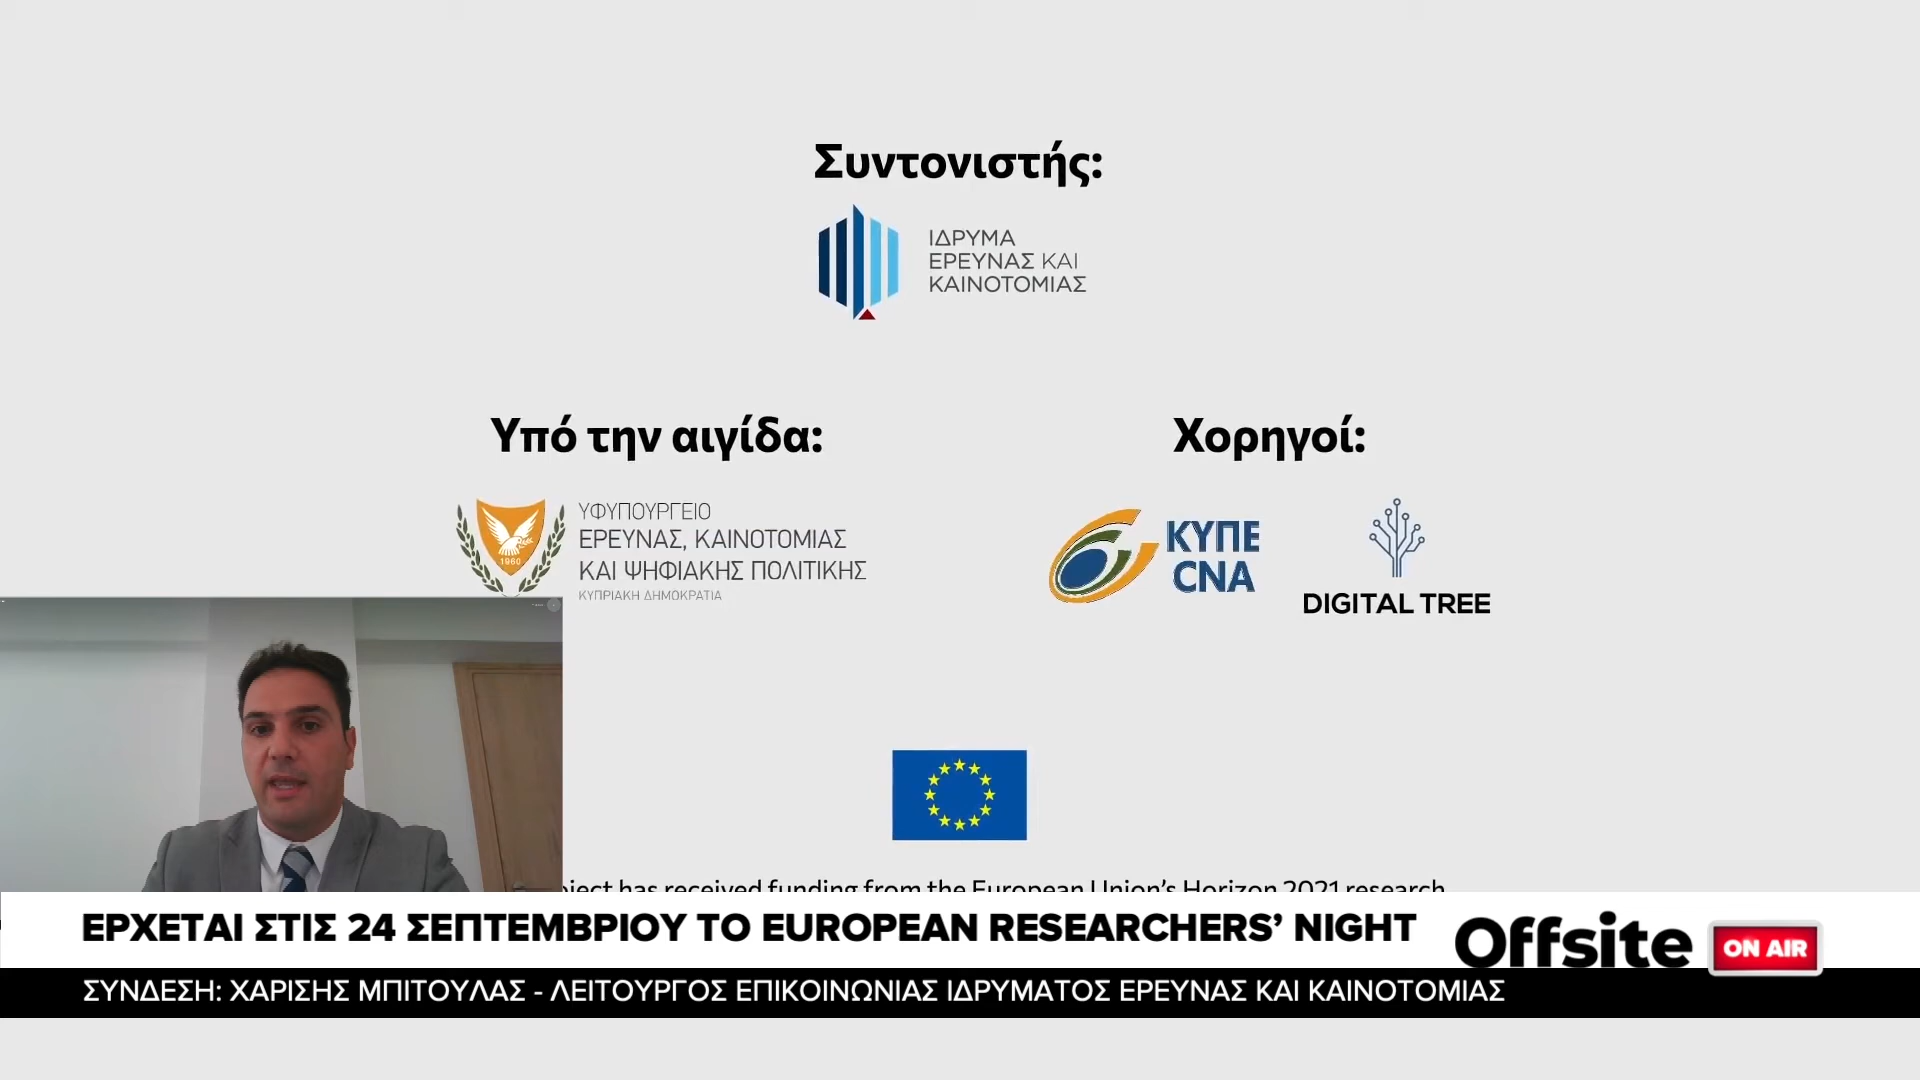 Συντονιστής:
ΙΔΡΥΜΑ
ΕΡΕΥΝΑΣ ΚΑΙ
ΚΑΙΝΟΤΟΜΙΑΣ
Υπό την αιγίδα:
1960
ΥΦΥΠΟΥΡΓΕΙΟ
ΕΡΕΥΝΑΣ, ΚΑΙΝΟΤΟΜΙΑΣ
ΚΑΙ ΨΗΦΙΑΚΗΣ ΠΟΛΙΤΙΚΗΣ
ΚΥΠΡΙΑΚΗ ΔΗΜΟΚΡΑΤΙΑ
Χορηγοί:
ΚΥΠΕ
CNA
DIGITAL TREE
has received funding from the European Union's Horizon 2021 research
ΕΡΧΕΤΑΙ ΣΤΙΣ 24 ΣΕΠΤΕΜΒΡΙΟΥ ΤΟ EUROPEAN RESEARCHERS' NIGHT
Offsite
ON AIR
ΣΥΝΔΕΣΗ: ΧΑΡΙΣΗΣ ΜΠΙΤΟΥΛΑΣ - ΛΕΙΤΟΥΡΓΟΣ ΕΠΙΚΟΙΝΩΝΙΑΣ ΙΔΡΥΜΑΤΟΣ ΕΡΕΥΝΑΣ ΚΑΙ ΚΑΙΝΟΤΟΜΙΑΣ